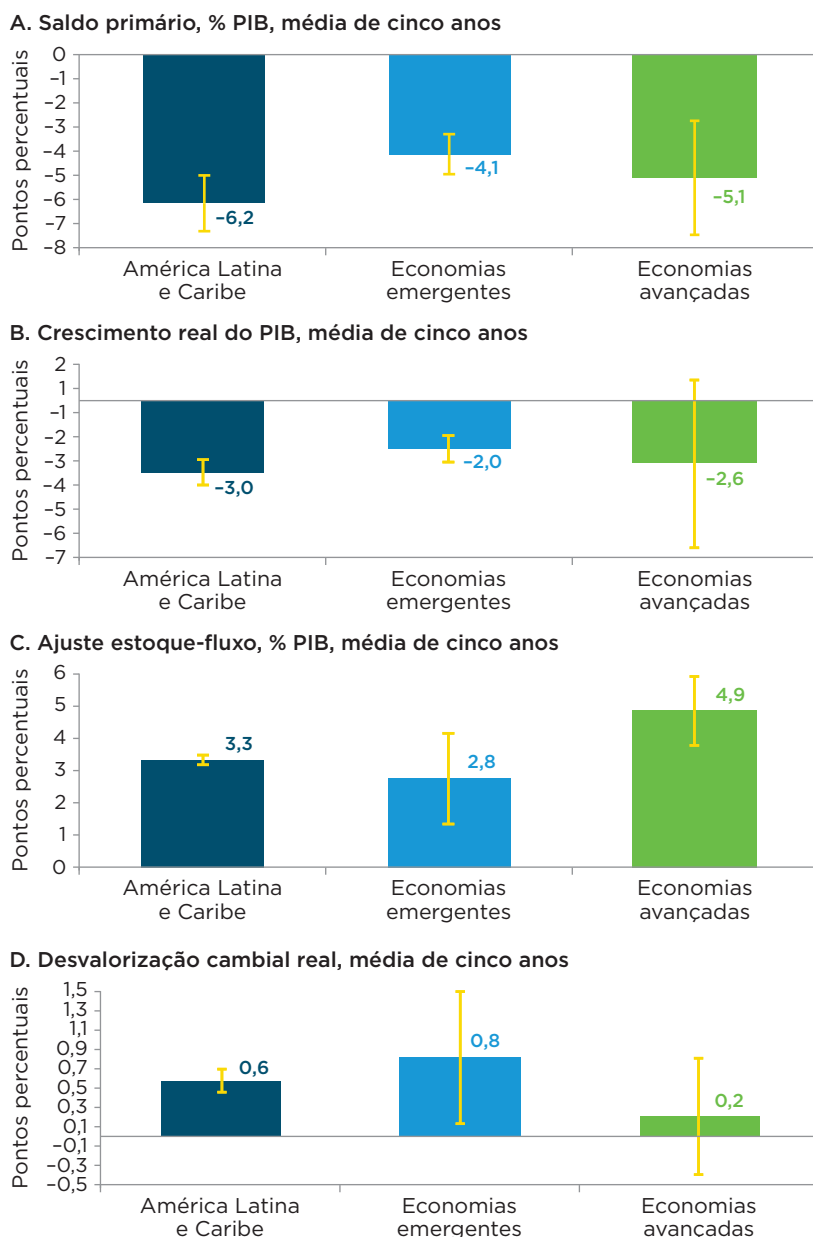 A. Saldo primário, % PIB, média de cinco anos
Pontos percentuais
0
–1
–2
–3
–4
–5
–6
–7
–8
–6,2
–4,1
–5,1
América Latina e Caribe
Economias emergentes
Economias avançadas
B. Crescimento real do PIB, média de cinco anos
Pontos percentuais
2
1
–1
–2
–3
–4
–5
–6
–7
–3,0
–2,0
–2,6
América Latina e Caribe
Economias emergentes
Economias avançadas
C. Ajuste estoque-fluxo, % PIB, média de cinco anos
Pontos percentuais
6
5
4
3
2
1
0
3,3
2,8
4,9
América Latina e Caribe
Economias emergentes
Economias avançadas
D. Desvalorização cambial real, média de cinco anos
Pontos percentuais
1,5
1,3
1,1
0,9
0,7
0,5
0,3
0,1
–0,1
–0,3
–0,5
0,6
0,8
0,2
América Latina e Caribe
Economias emergentes
Economias avançadas